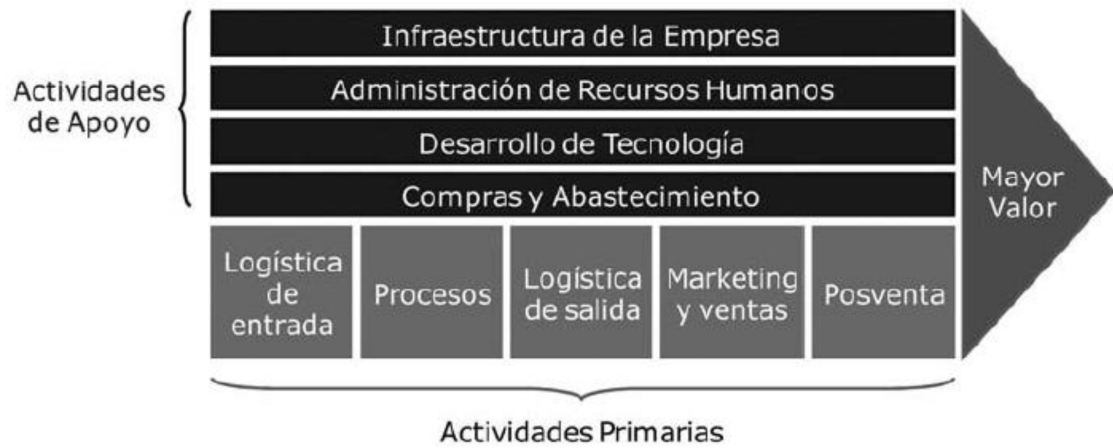 Actividades
de Apoyo
Infraestructura de la Empresa
Administración de Recursos Humanos
Desarrollo de Tecnología
Compras y Abastecimiento
Logística
de
entrada
Procesos
Logística
de salida
Marketing
y ventas
Posventa
Mayor
Valor
Actividades Primarias